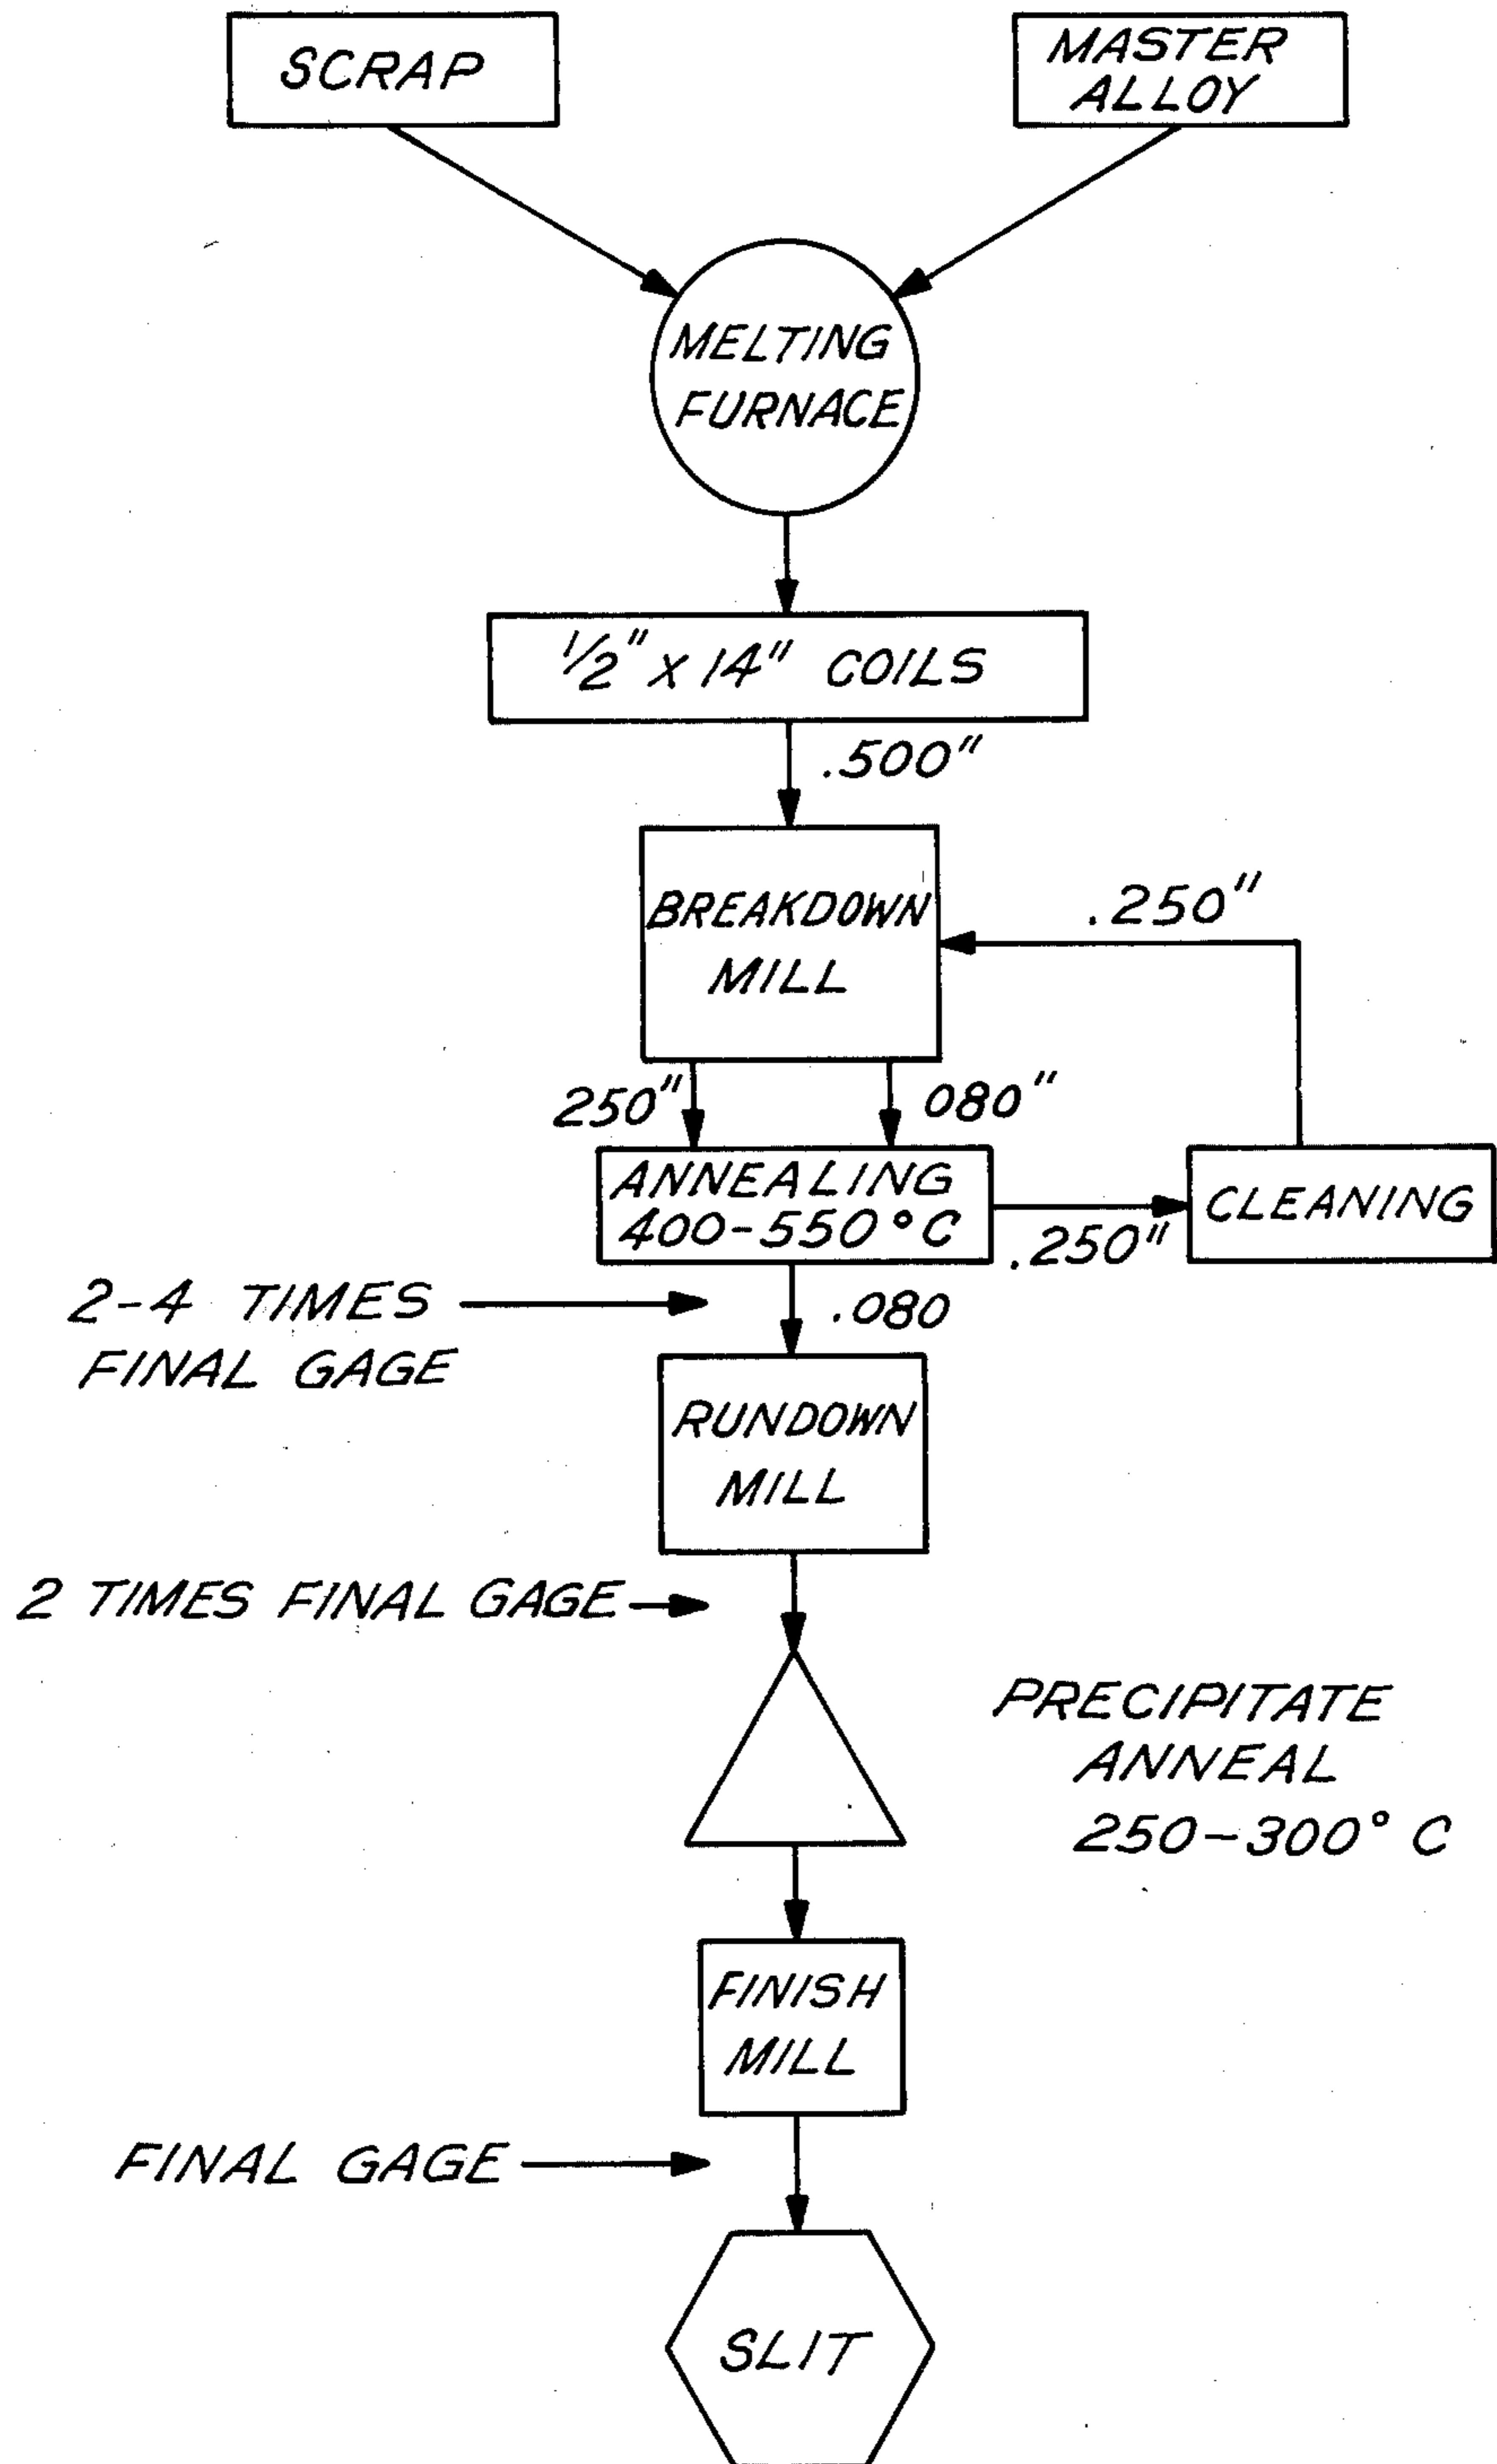 SCRAP
MASTER
ALLOY
MELTING
FURNACE
1/2" X 14" COILS
.500"
BREAKDOWN
MILL
.250"
250"
080"
ANNEALING
400-550°C
.250"
CLEANING
2-4 TIMES
FINAL GAGE
.080
RUNDOWN
MILL
2 TIMES FINAL GAGE
PRECIPITATE
ANNEAL
250-300° C
FINISH
MILL
FINAL GAGE
SLIT